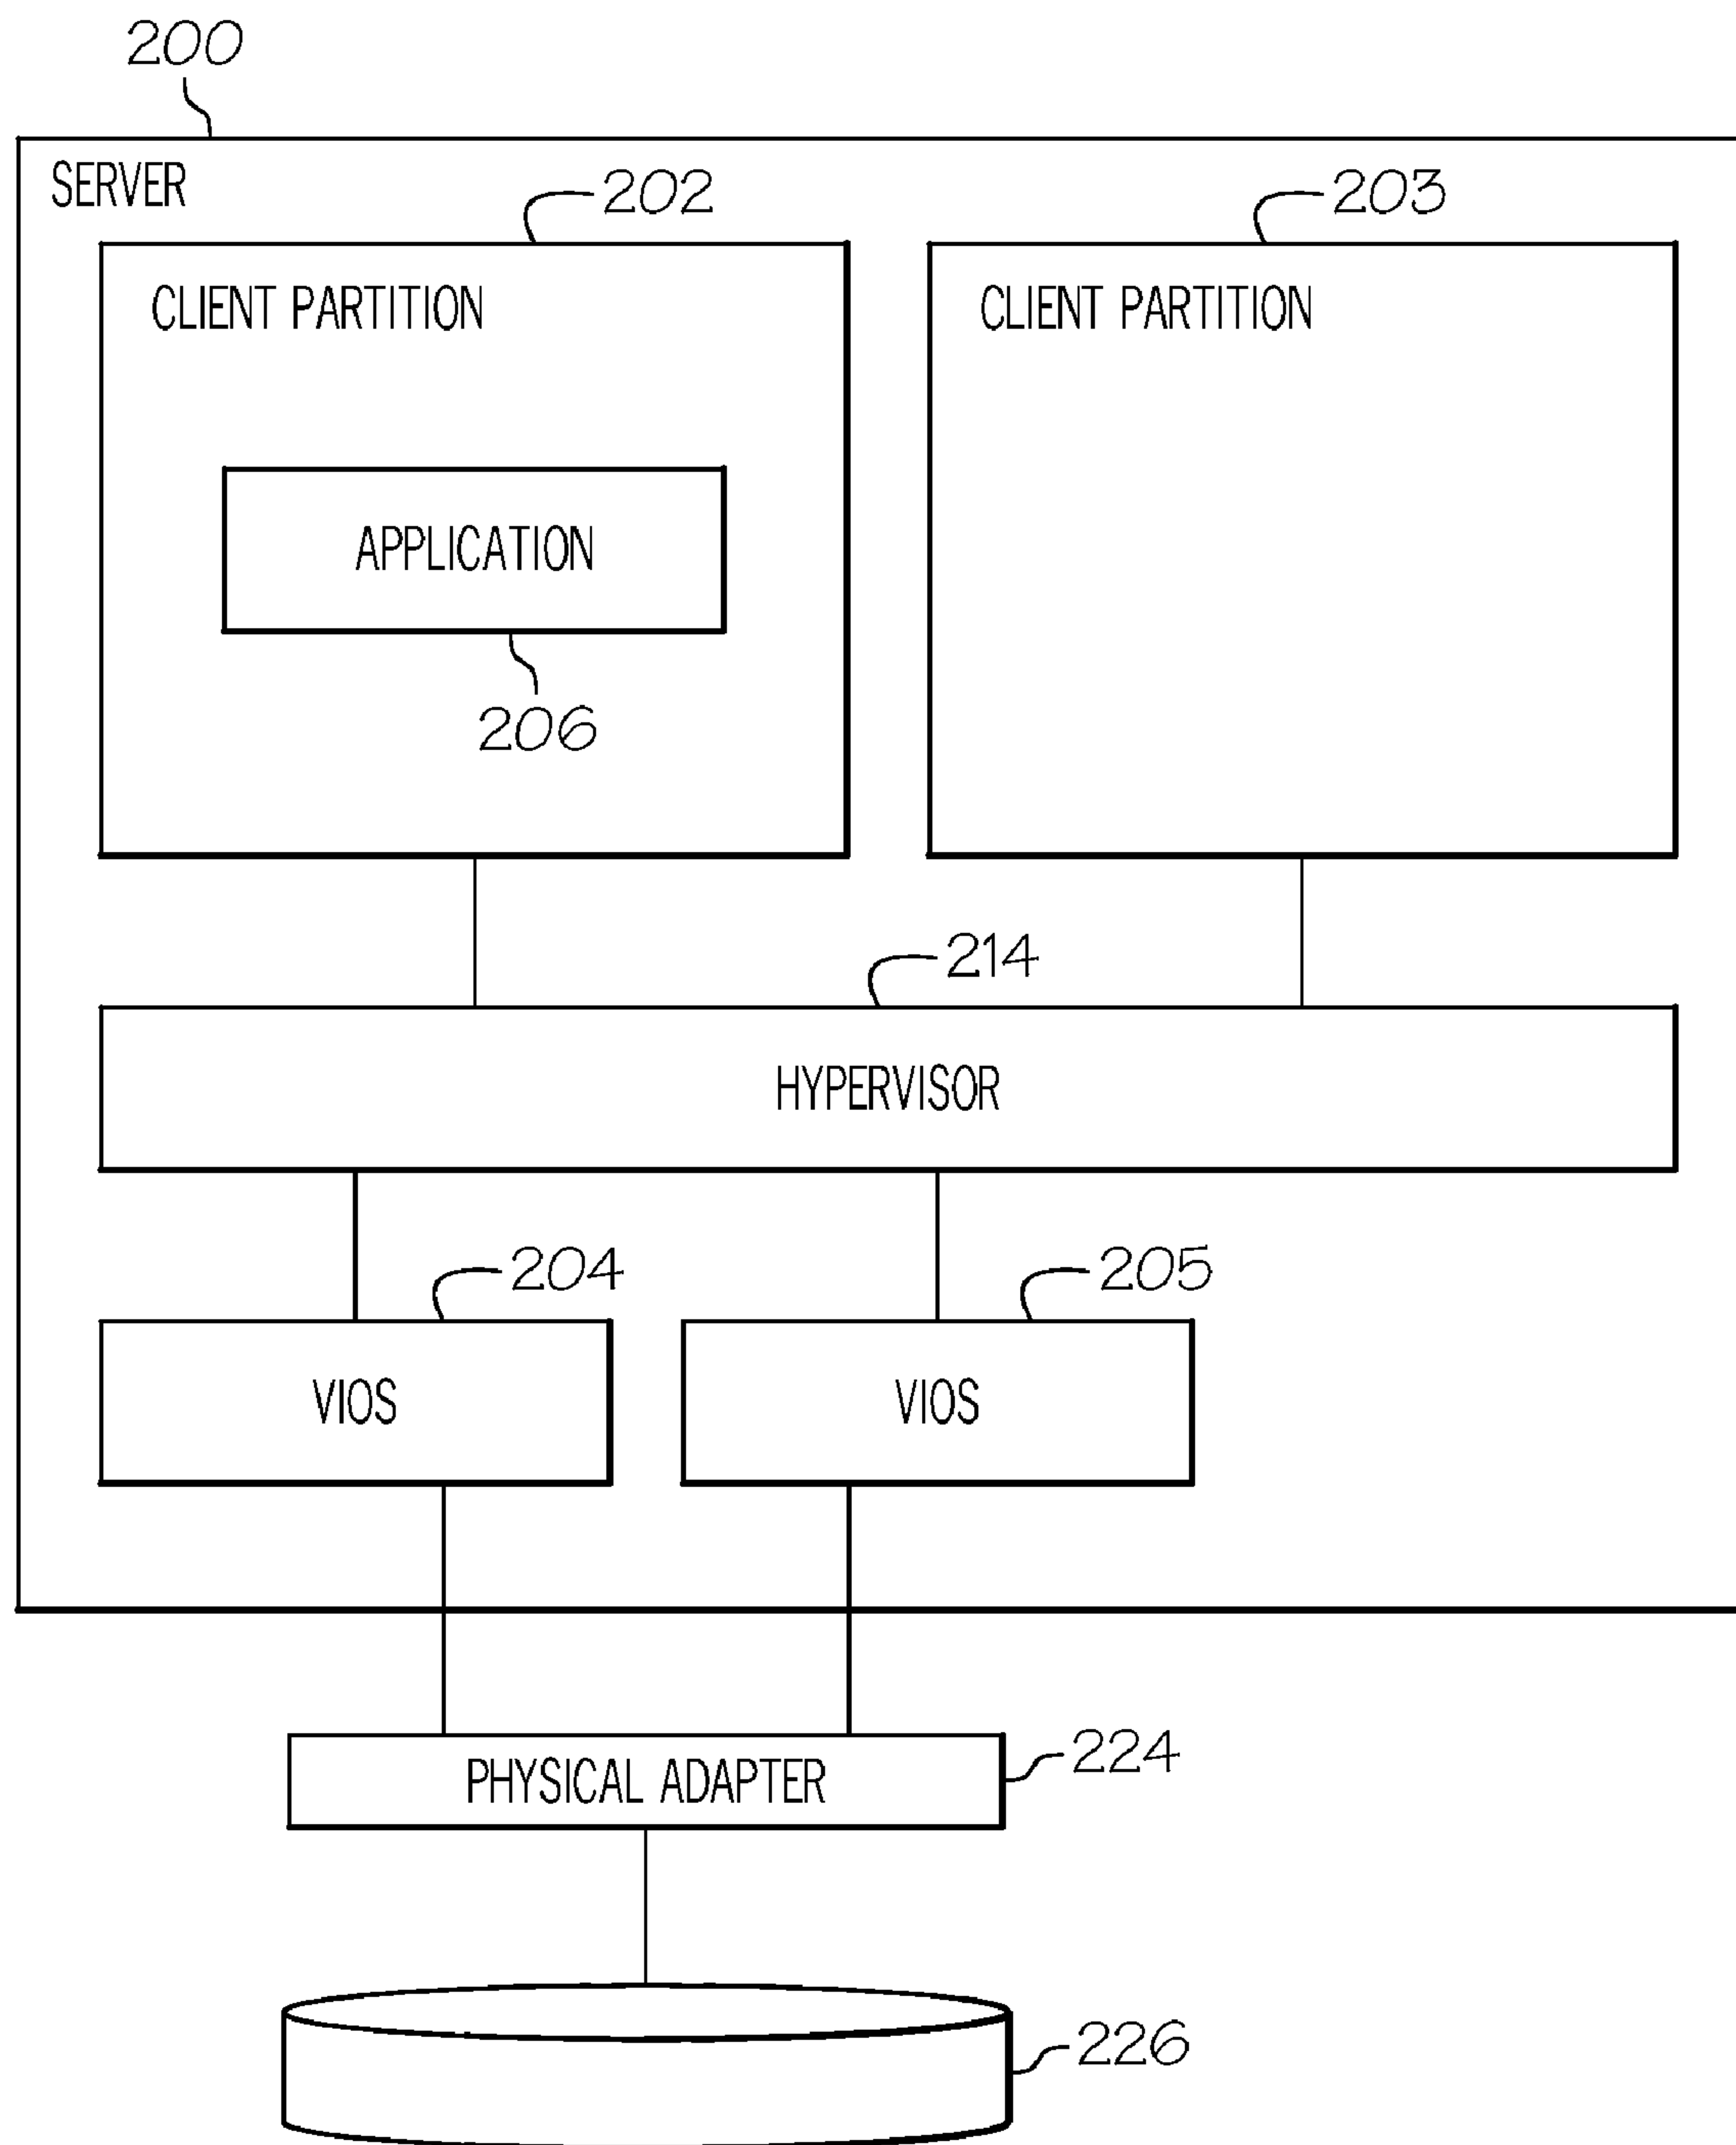 200
SERVER
202
203
CLIENT PARTITION
CLIENT PARTITION
APPLICATION
206
214
HYPERVISOR
204
205
VIOS
VIOS
224
PHYSICAL ADAPTER
226